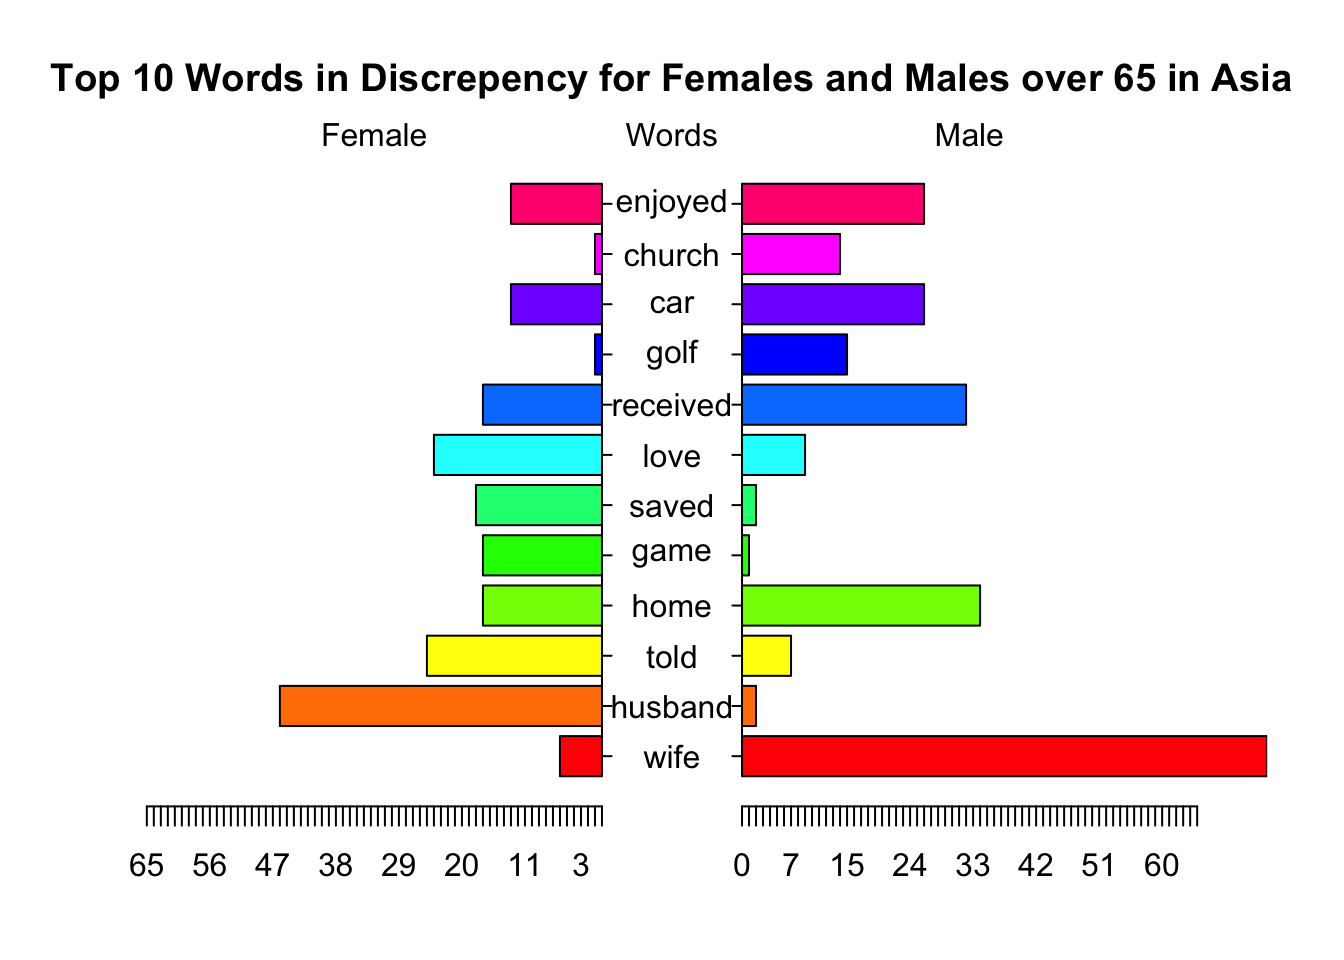 Top 10 Words in Discrepency for Females and Males over 65 in Asia
Female Words Male
enjoyed
church
car
golf
received
love
saved
game
home
told
husband
wife
65 56 47 38 29 20 11 3 0 7 15 24 33 42 51 60